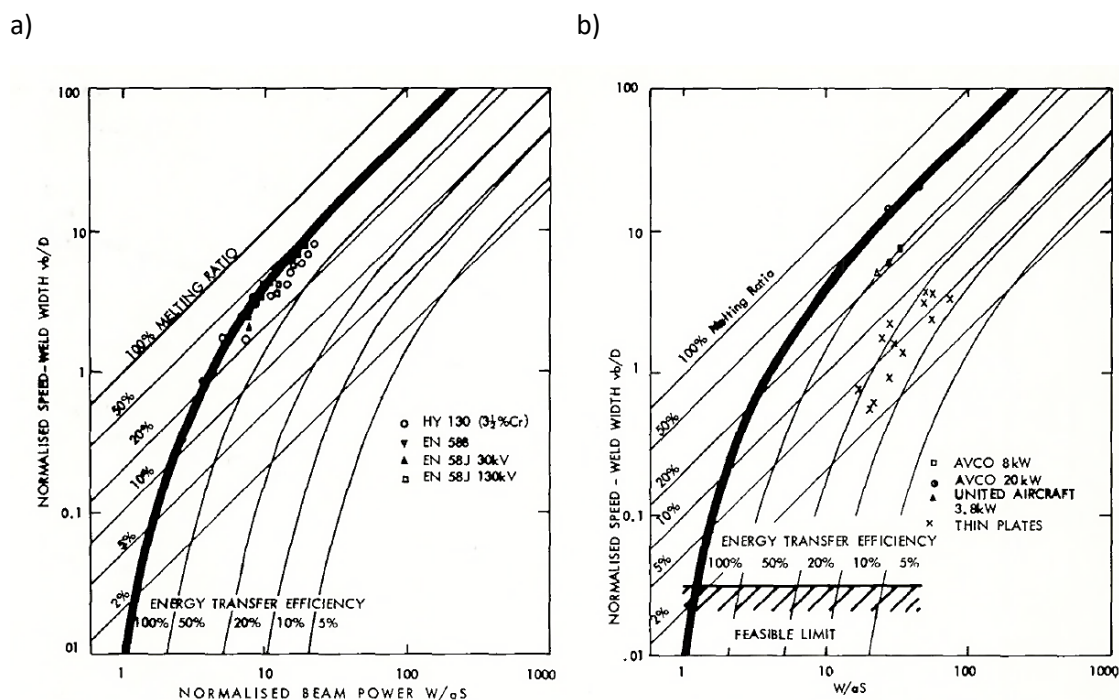 a)
100
10
1
0.1
.01
NORMALISED SPEED-WELD WIDTH vb/D
100% MELTING RATIO
50%
20%
10%
5%
2%
○ HY 130 (3½%Cr)
▼ EN 588
▲ EN 58J 30kV
□ EN 58J 130kV
ENERGY TRANSFER EFFICIENCY
100% 50% 20% 10% 5%
1 10 100 1000
NORMALISED BEAM POWER W/aS
b)
100
10
1
0.1
.01
NORMALISED SPEED - WELD WIDTH vb/D
100% Melting Ratio
50%
20%
10%
5%
2%
□ AVCO 8kW
AVCO 20kW
▲ UNITED AIRCRAFT
3.8kW
× THIN PLATES
ENERGY TRANSFER EFFICIENCY
100% 50% 20% 10% 5%
FEASIBLE LIMIT
1 10 100 1000
W/aS